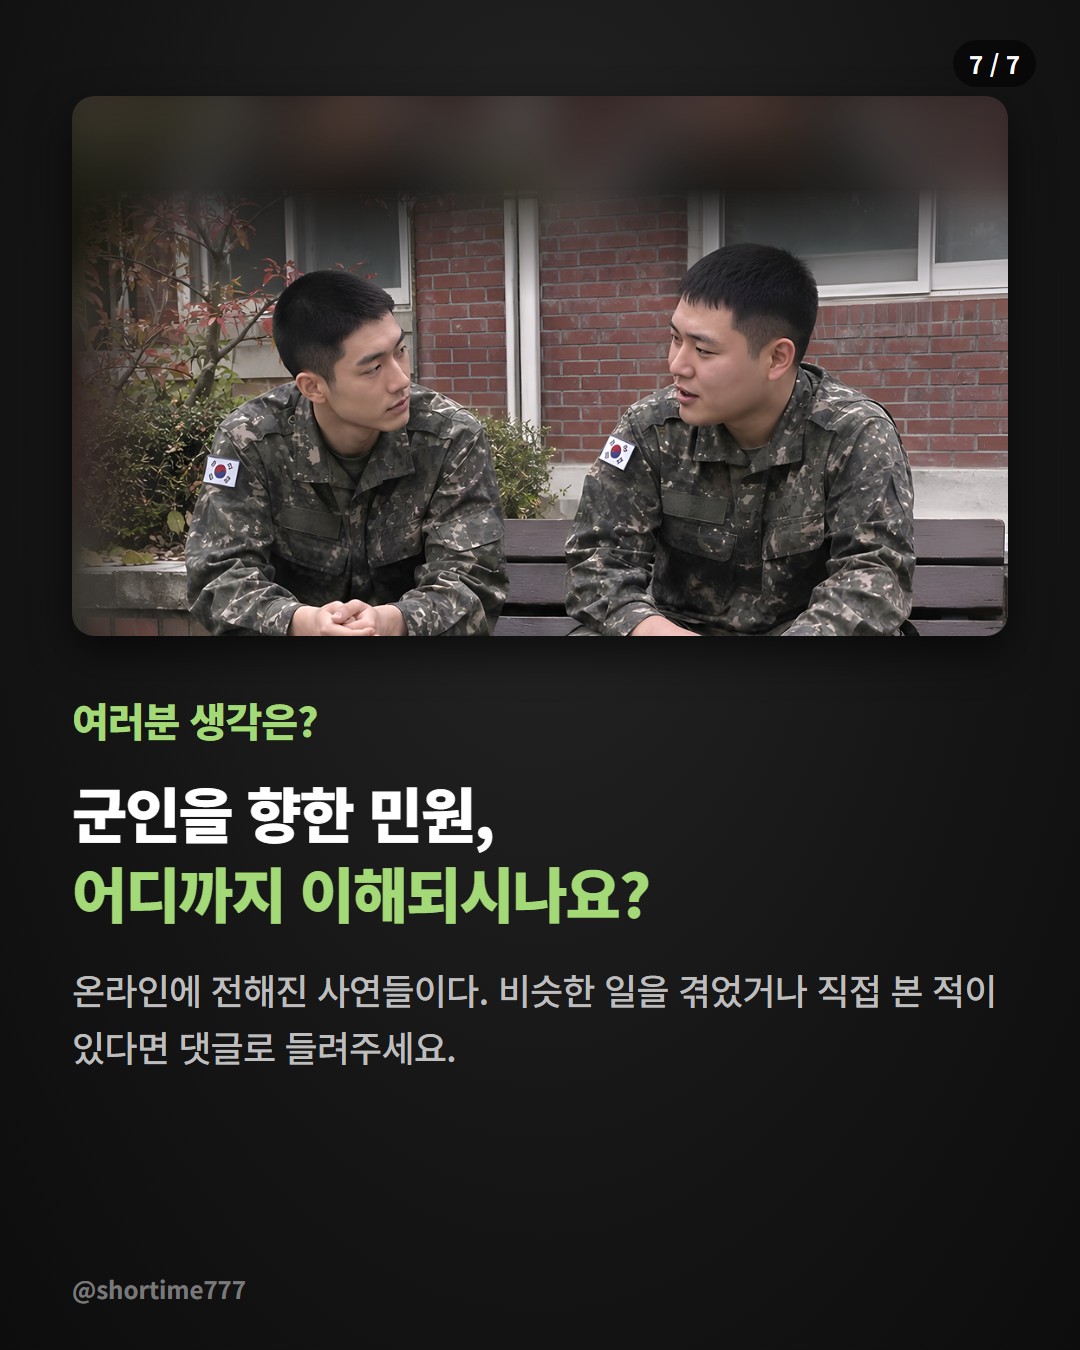 7 / 7
여러분 생각은?
군인을 향한 민원,
어디까지 이해되시나요?
온라인에 전해진 사연들이다. 비슷한 일을 겪었거나 직접 본 적이
있다면 댓글로 들려주세요.
@shortime777